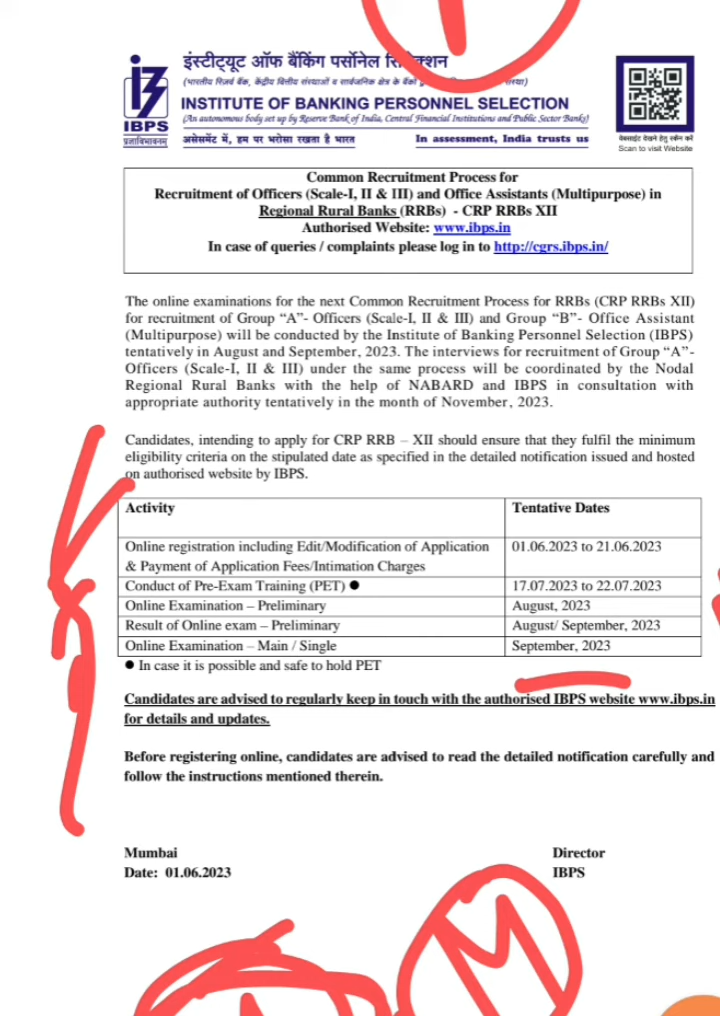 इंस्टीट्यूट ऑफ बैंकिंग पर्सोनेल
(भारतीय रिज़र्व बैंक, केंद्रीय वित्तीय संस्थाओं व सार्वजनिक क्षेत्र के बैंकों
INSTITUTE OF BANKING PERSONNEL SELECTION
(An autonomous body set up by Reserve Bank of India, Central Financial Institutions and Public Sector Banks)
IBPS
प्रज्ञाविभावनम्
असेसमेंट में, हम पर भरोसा रखता है भारत In assessment, India trusts us
वेबसाईट देखने हेतु स्कॅन करें
Scan to visit Website
Common Recruitment Process for
Recruitment of Officers (Scale-I, II & III) and Office Assistants (Multipurpose) in
Regional Rural Banks (RRBs) - CRP RRBs XII
Authorised Website: www.ibps.in
In case of queries / complaints please log in to http://cgrs.ibps.in/
The online examinations for the next Common Recruitment Process for RRBs (CRP RRBs XII)
for recruitment of Group “A”- Officers (Scale-I, II & III) and Group “B”- Office Assistant
(Multipurpose) will be conducted by the Institute of Banking Personnel Selection (IBPS)
tentatively in August and September, 2023. The interviews for recruitment of Group “A”-
Officers (Scale-I, II & III) under the same process will be coordinated by the Nodal
Regional Rural Banks with the help of NABARD and IBPS in consultation with
appropriate authority tentatively in the month of November, 2023.
Candidates, intending to apply for CRP RRB – XII should ensure that they fulfil the minimum
eligibility criteria on the stipulated date as specified in the detailed notification issued and hosted
on authorised website by IBPS.
Activity Tentative Dates
Online registration including Edit/Modification of Application 01.06.2023 to 21.06.2023
& Payment of Application Fees/Intimation Charges
Conduct of Pre-Exam Training (PET) ● 17.07.2023 to 22.07.2023
Online Examination – Preliminary August, 2023
Result of Online exam – Preliminary August/ September, 2023
Online Examination – Main / Single September, 2023
● In case it is possible and safe to hold PET
Candidates are advised to regularly keep in touch with the authorised IBPS website www.ibps.in
for details and updates.
Before registering online, candidates are advised to read the detailed notification carefully and
follow the instructions mentioned therein.
Mumbai Director
Date: 01.06.2023 IBPS
M